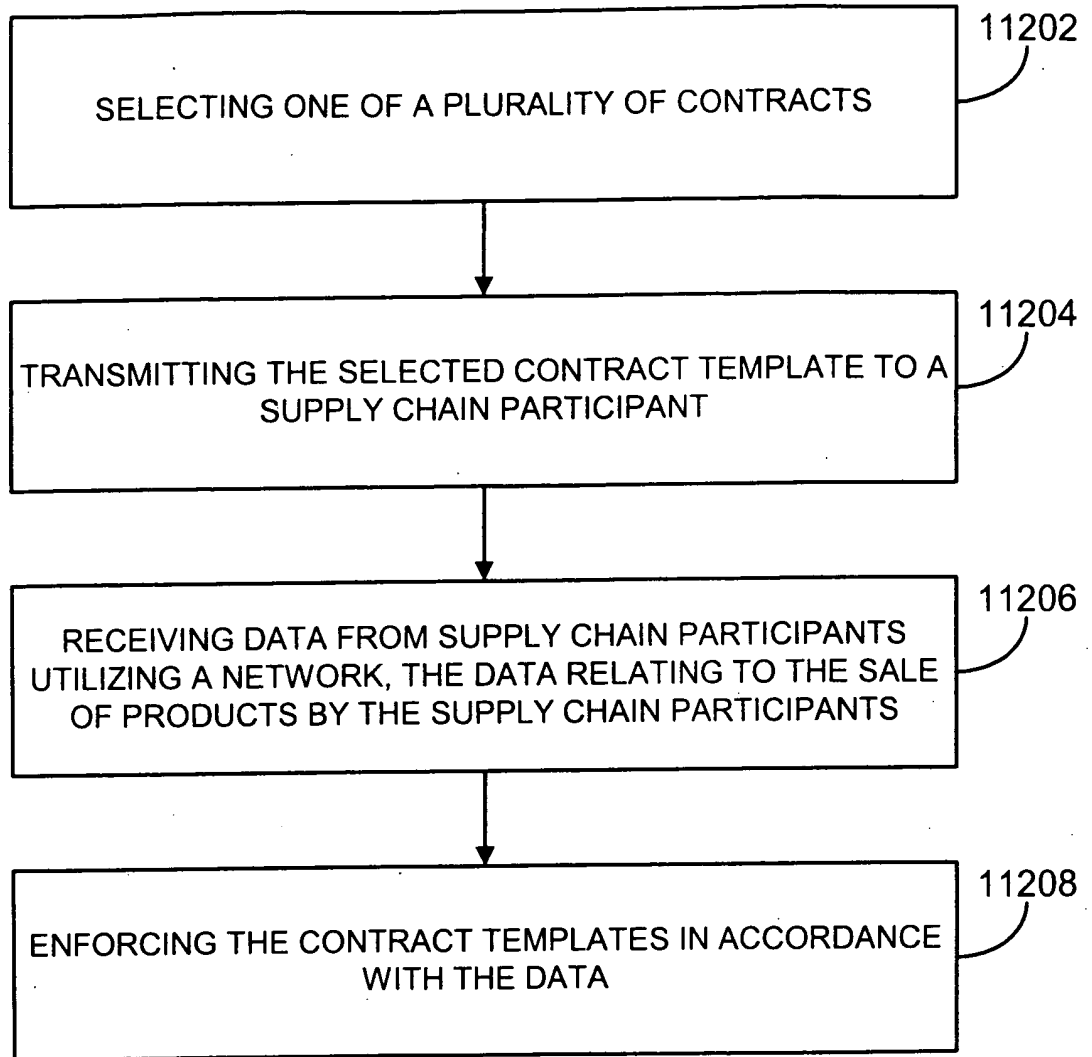 11202
SELECTING ONE OF A PLURALITY OF CONTRACTS
11204
TRANSMITTING THE SELECTED CONTRACT TEMPLATE TO A
SUPPLY CHAIN PARTICIPANT
11206
RECEIVING DATA FROM SUPPLY CHAIN PARTICIPANTS
UTILIZING A NETWORK, THE DATA RELATING TO THE SALE
OF PRODUCTS BY THE SUPPLY CHAIN PARTICIPANTS
11208
ENFORCING THE CONTRACT TEMPLATES IN ACCORDANCE
WITH THE DATA